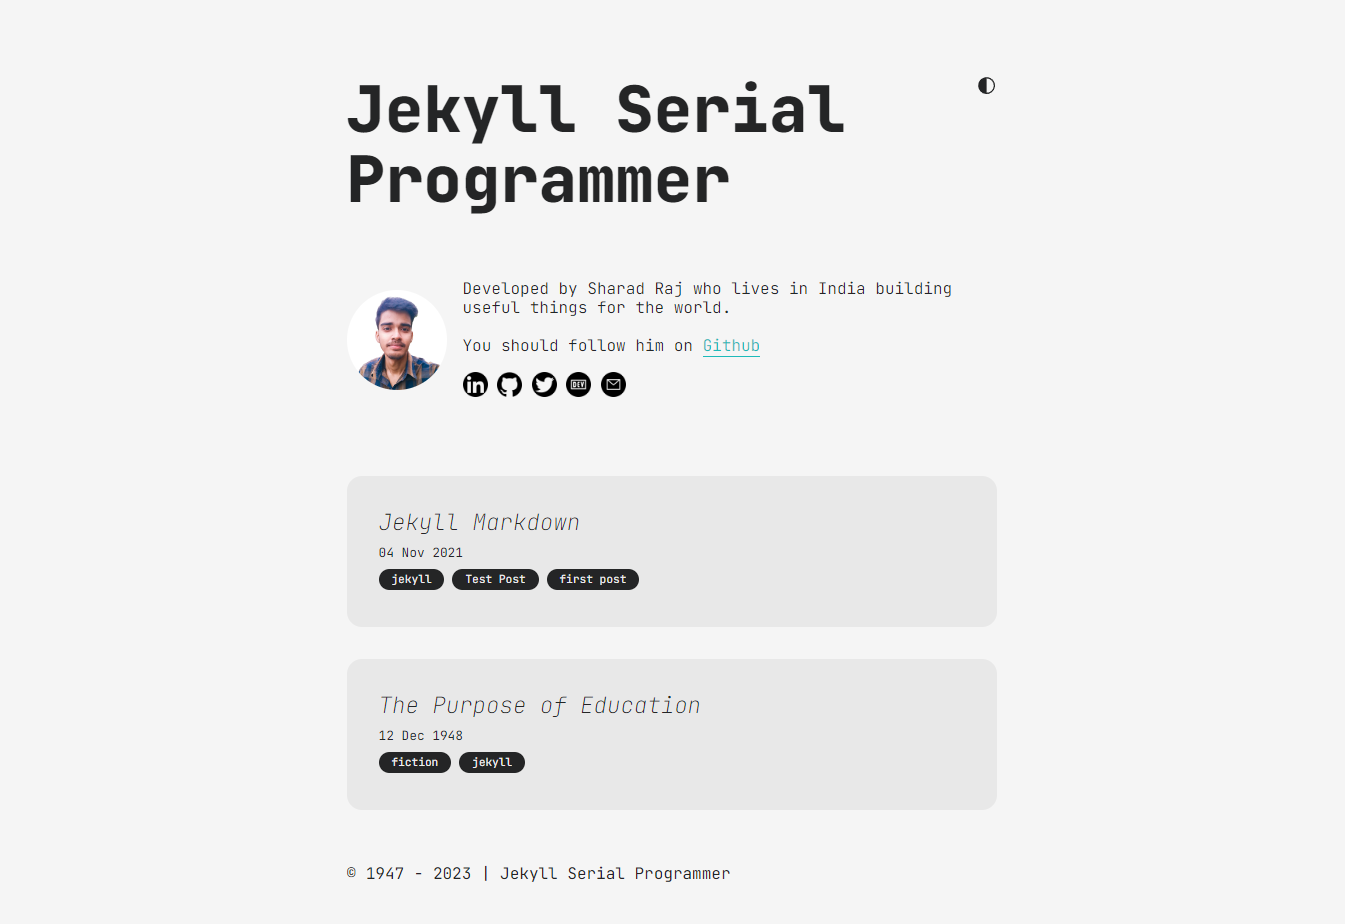 Jekyll Serial
Programmer
Developed by Sharad Raj who lives in India building
useful things for the world.
You should follow him on Github
in
DEV
Jekyll Markdown
04 Nov 2021
jekyll Test Post first post
The Purpose of Education
12 Dec 1948
fiction jekyll
© 1947 - 2023 | Jekyll Serial Programmer